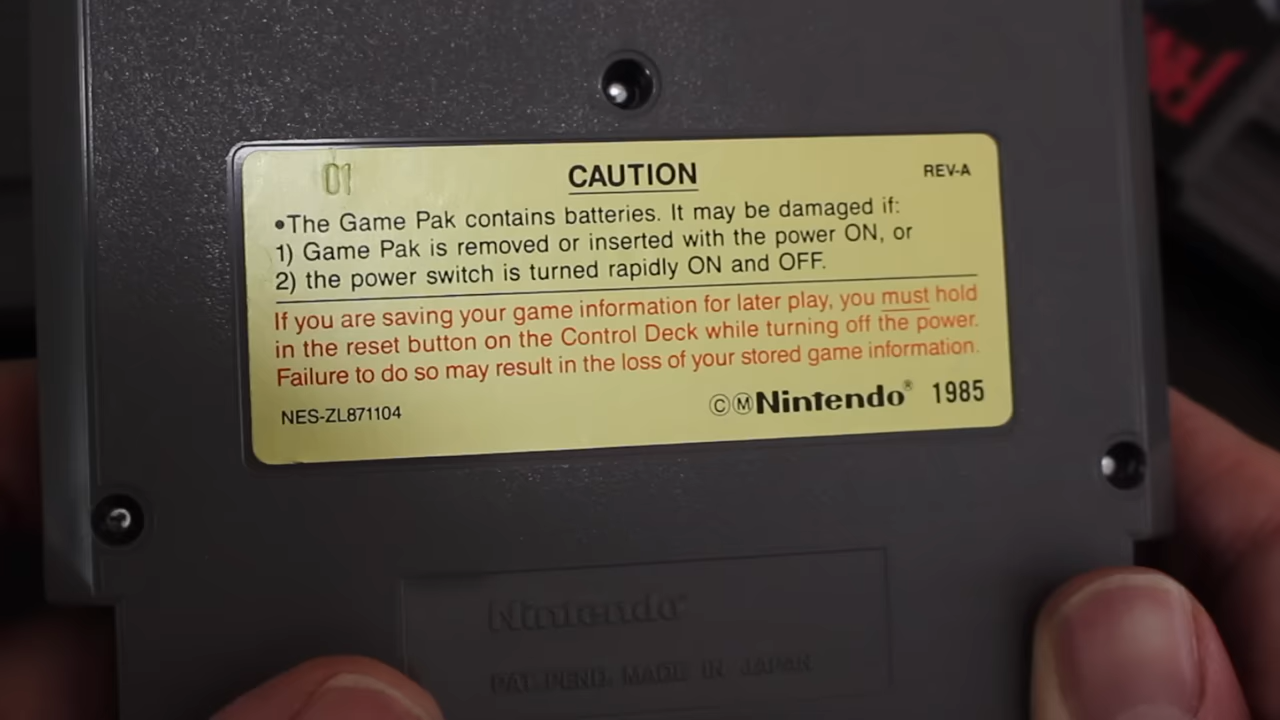 01
CAUTION
REV-A
•The Game Pak contains batteries. It may be damaged if:
1) Game Pak is removed or inserted with the power ON, or
2) the power switch is turned rapidly ON and OFF.
If you are saving your game information for later play, you must hold
in the reset button on the Control Deck while turning off the power.
Failure to do so may result in the loss of your stored game information.
NES-ZL871104
ⒸⓂNintendo® 1985
Nintendo®
PAT. PEND. MADE IN JAPAN